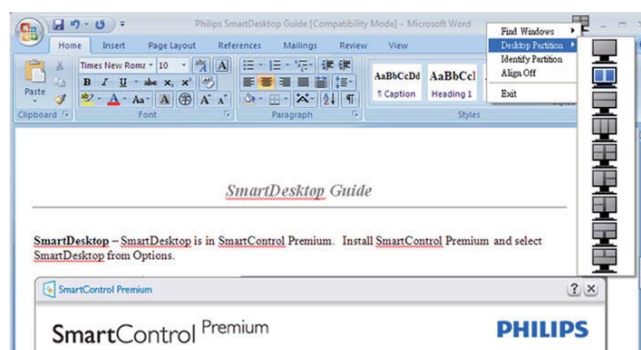 Philips SmartDesktop Guide [Compatibility Mode] - Microsoft Word
Home Insert Page Layout References Mailings Review View
Find Windows
Desktop Partition
Identify Partition
Align Off
Exit
Times New Roma 10
Paste
AaBbCcDd AaBbCcl
¶ Caption Heading 1
Clipboard Font Paragraph Styles
SmartDesktop Guide
SmartDesktop – SmartDesktop is in SmartControl Premium. Install SmartControl Premium and select
SmartDesktop from Options.
SmartControl Premium
SmartControl Premium
PHILIPS